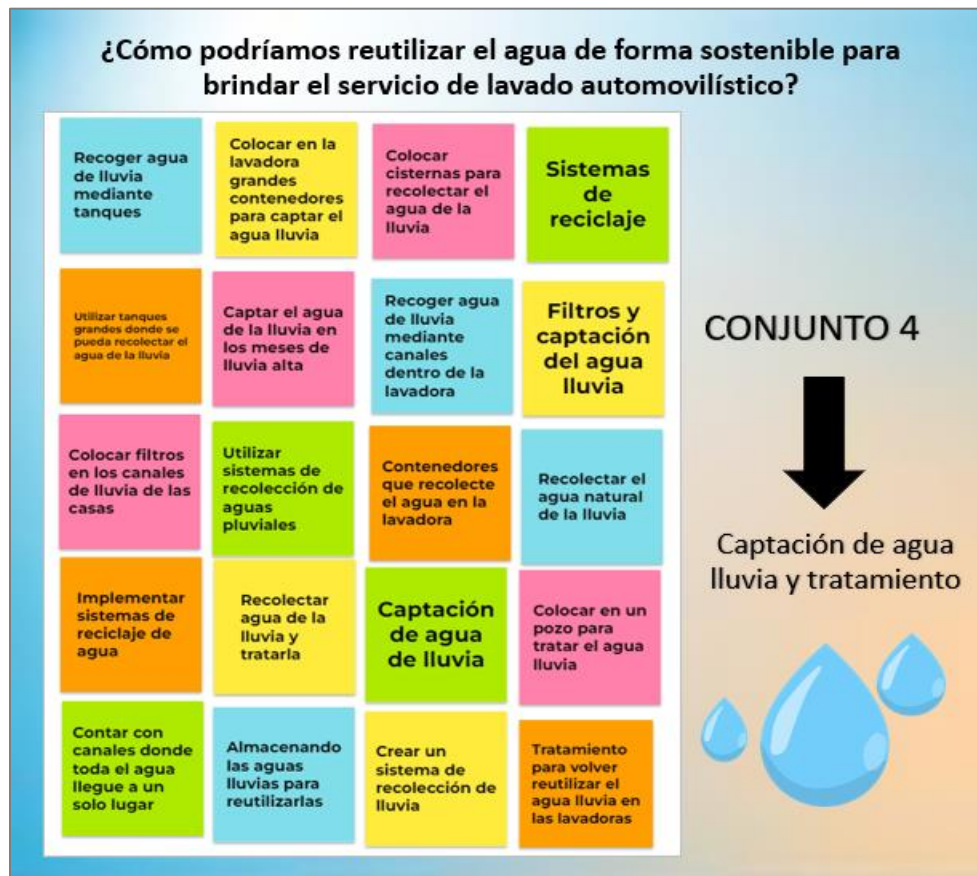 ¿Cómo podríamos reutilizar el agua de forma sostenible para
brindar el servicio de lavado automovilístico?
Recoger agua
de lluvia
mediante
tanques
Colocar en la
lavadora
grandes
contenedores
para captar el
agua lluvia
Colocar
cisternas para
recolectar el
agua de la
lluvia
Sistemas
de
reciclaje
Utilizar tanques
grandes donde se
pueda recolectar el
agua de la lluvia
Captar el agua
de la lluvia en
los meses de
lluvia alta
Recoger agua
de lluvia
mediante
canales
dentro de la
lavadora
Filtros y
captación
del agua
lluvia
Colocar filtros
en los canales
de lluvia de las
casas
Utilizar
sistemas de
recolección de
aguas
pluviales
Contenedores
que recolecte
el agua en la
lavadora
Recolectar el
agua natural
de la lluvia
Implementar
sistemas de
reciclaje de
agua
Recolectar
agua de la
lluvia y
tratarla
Captación
de agua
de lluvia
Colocar en un
pozo para
tratar el agua
lluvia
Contar con
canales donde
toda el agua
llegue a un
solo lugar
Almacenando
las aguas
lluvias para
reutilizarlas
Crear un
sistema de
recolección de
lluvia
Tratamiento
para volver
reutilizar el
agua lluvia en
las lavadoras
CONJUNTO 4
Captación de agua
lluvia y tratamiento